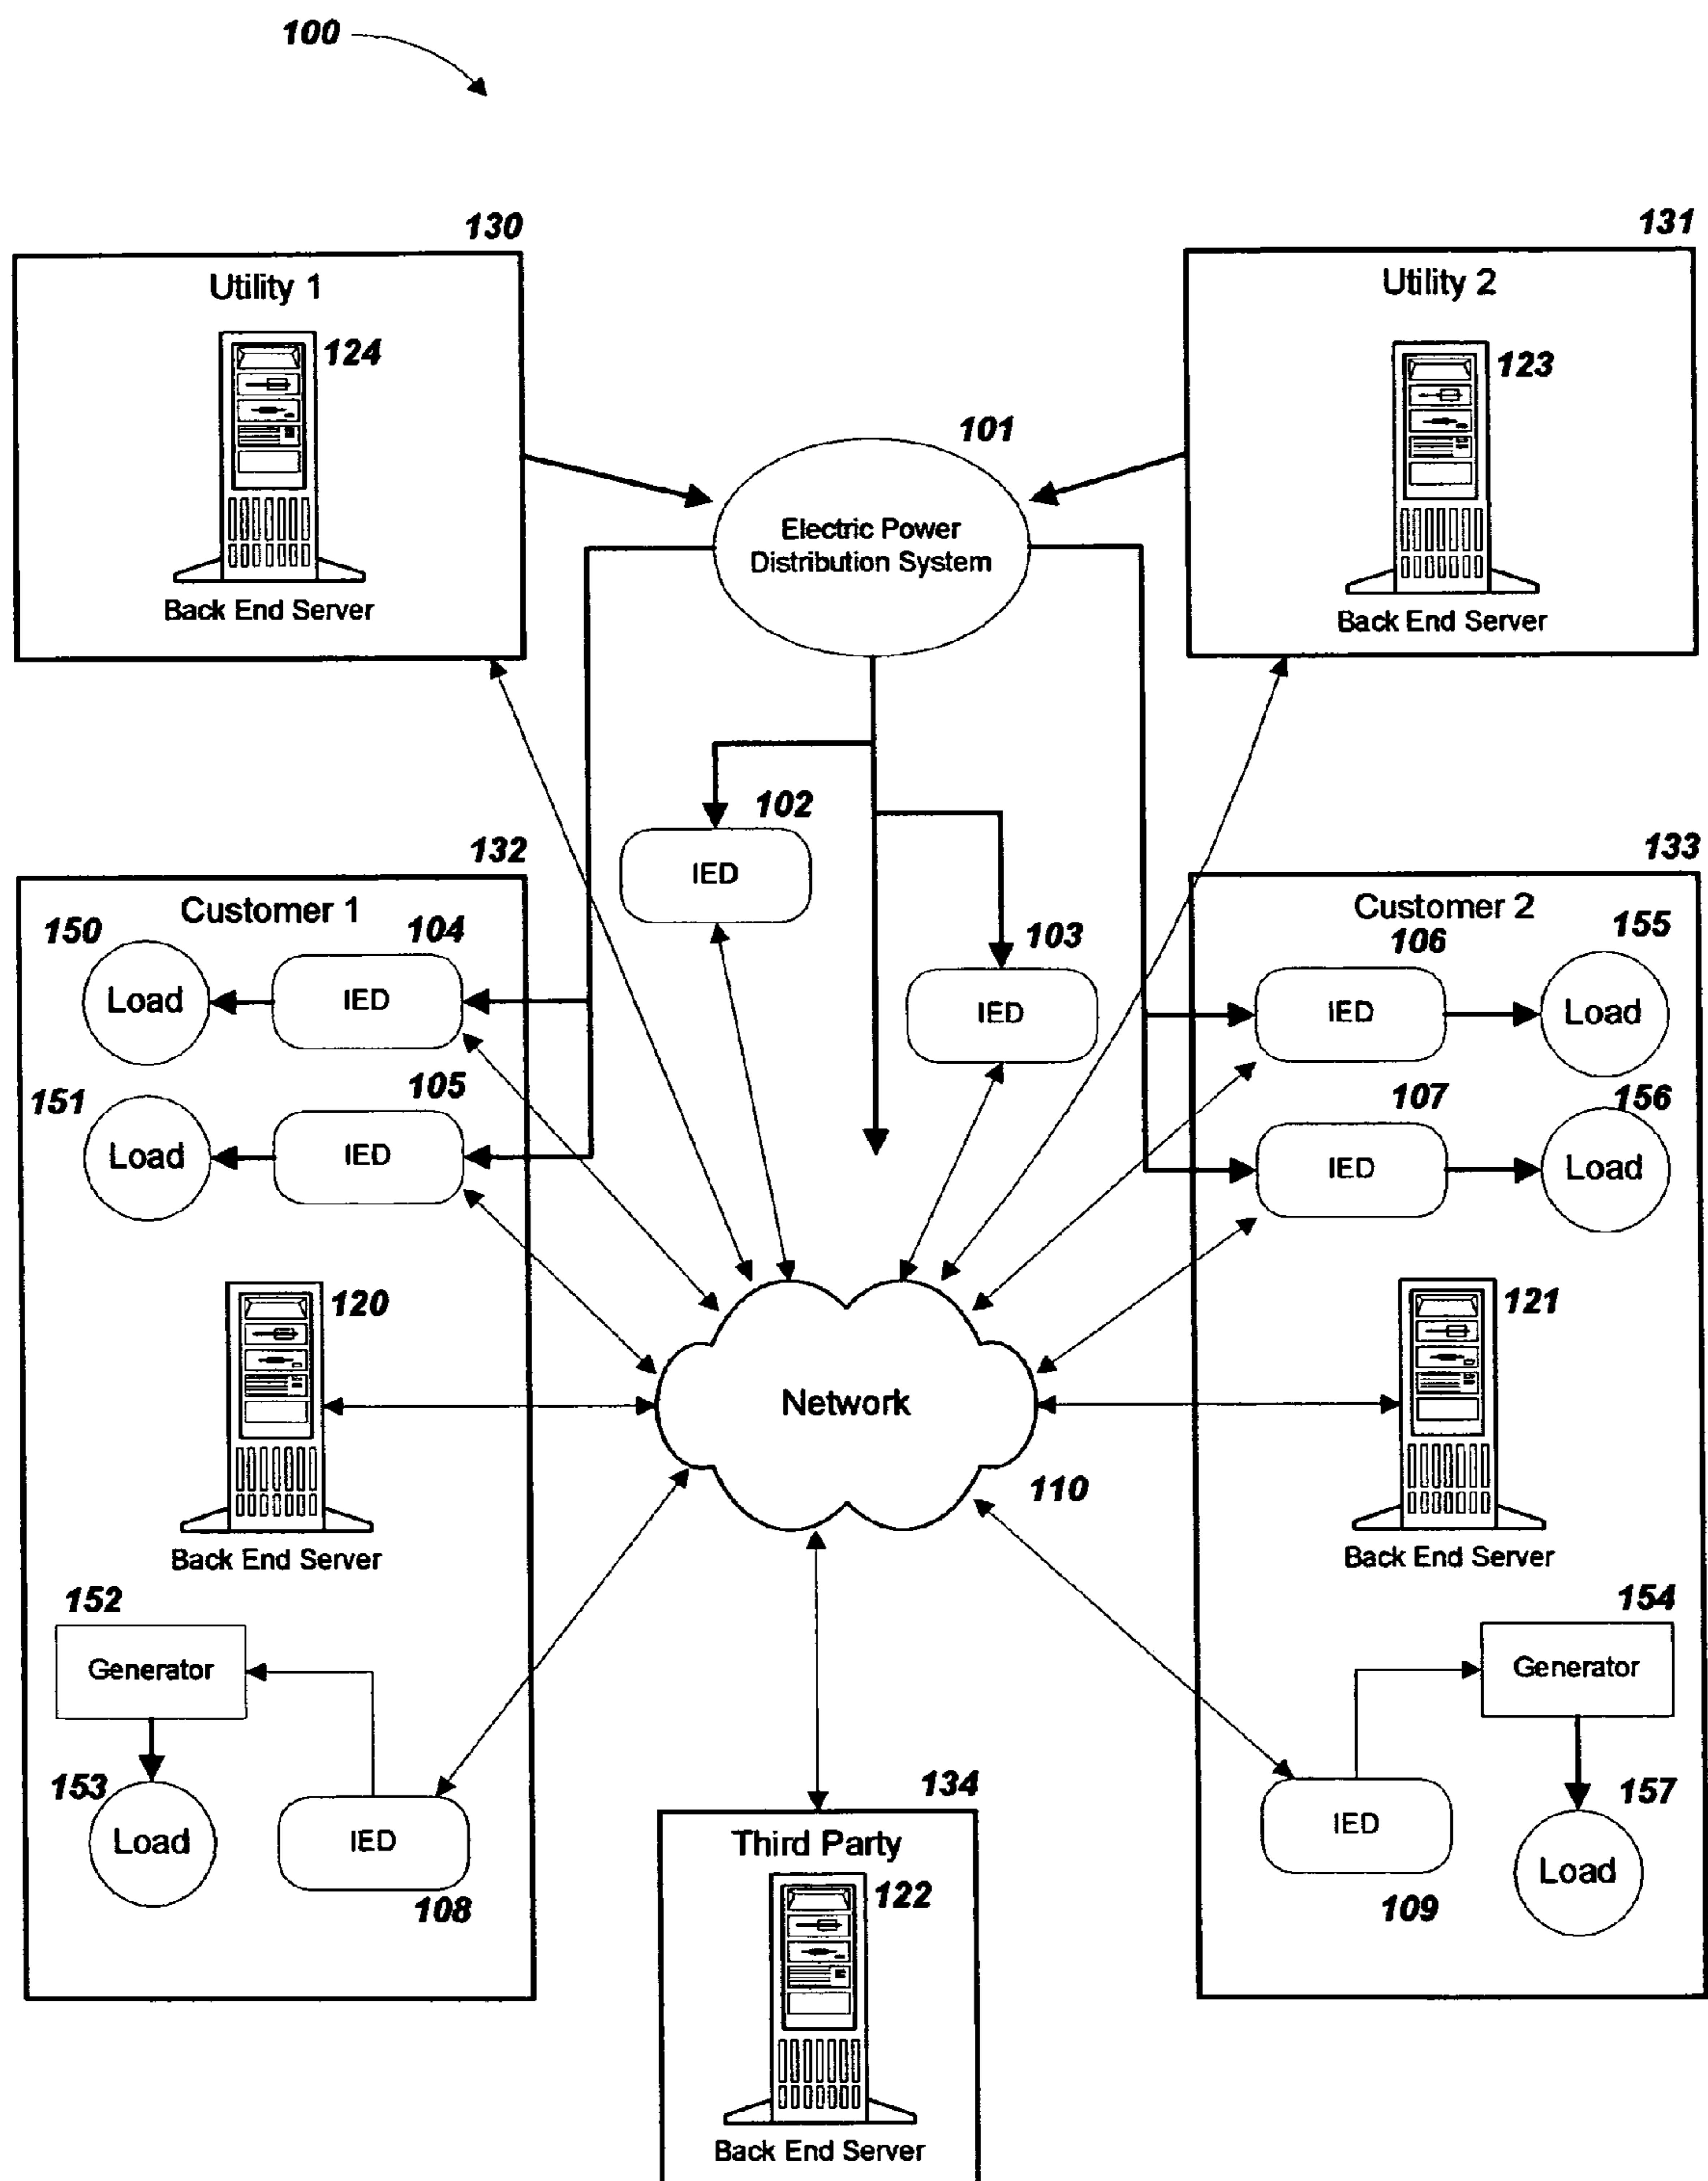 100
130
131
Utility 1
Utility 2
124
123
101
Electric Power
Distribution System
Back End Server
Back End Server
102
IED
132
133
Customer 1
Customer 2
150
104
103
106
155
Load
IED
IED
IED
Load
151
105
107
156
Load
IED
IED
Load
120
121
Network
110
Back End Server
Back End Server
152
154
Generator
Generator
153
134
157
Load
IED
Third Party
IED
Load
108
122
109
Back End Server